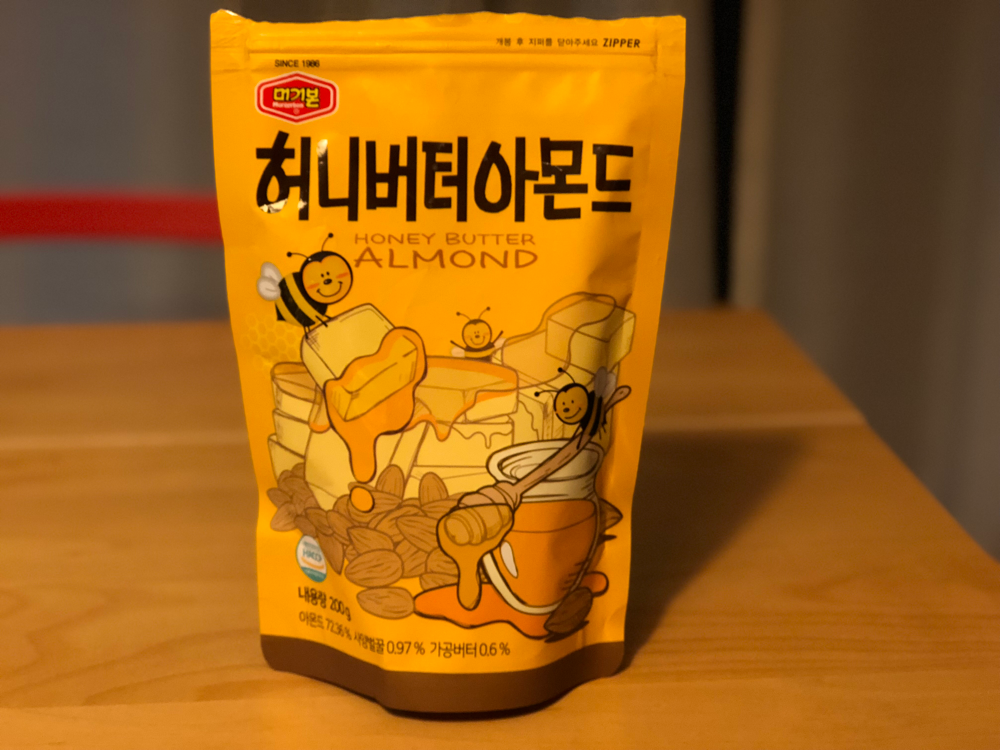 개봉 후 지퍼를 닫아주세요 ZIPPER
SINCE 1986
머거본
허니버터아몬드
HONEY BUTTER
ALMOND
내용량 200g
아몬드 72.36% 사양벌꿀 0.97% 가공버터 0.6%